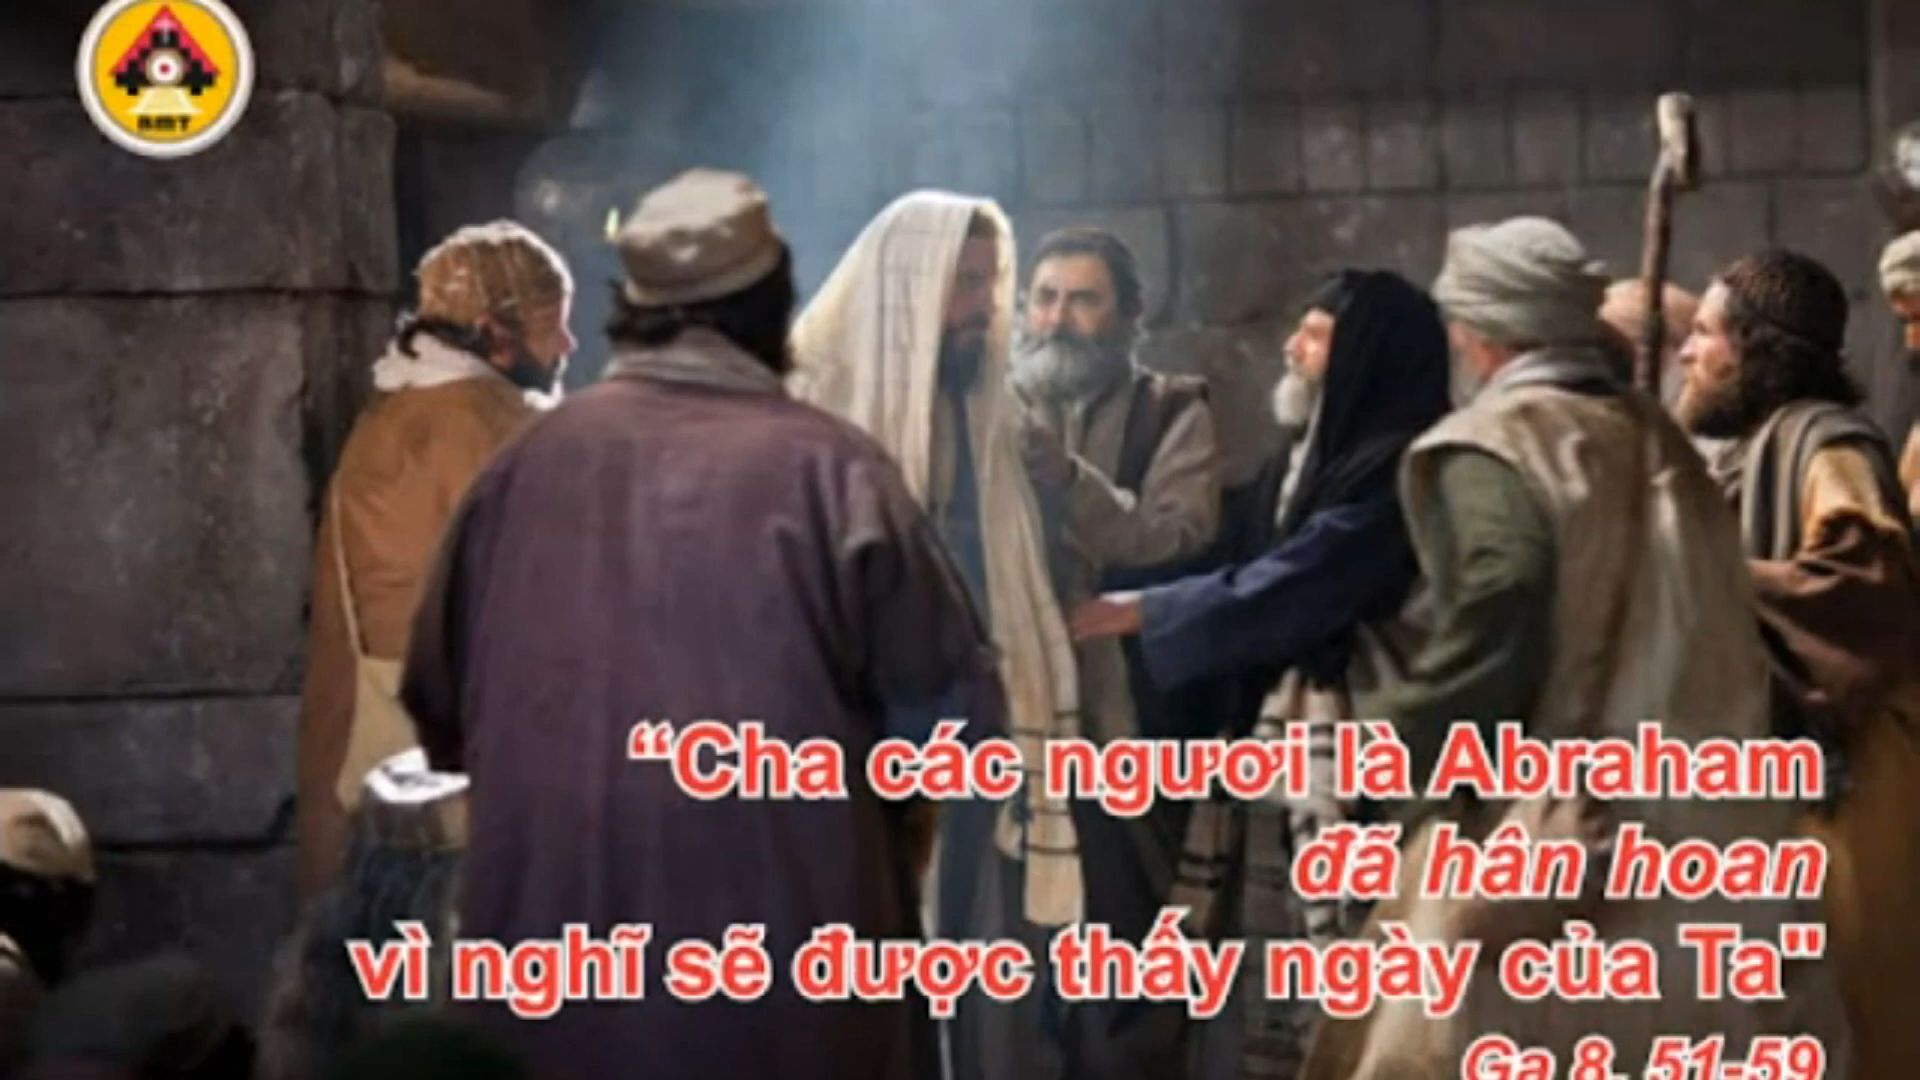 BMT
“Cha các ngươi là Abraham
đã hân hoan
vì nghĩ sẽ được thấy ngày của Ta"
Ga 8, 51-59